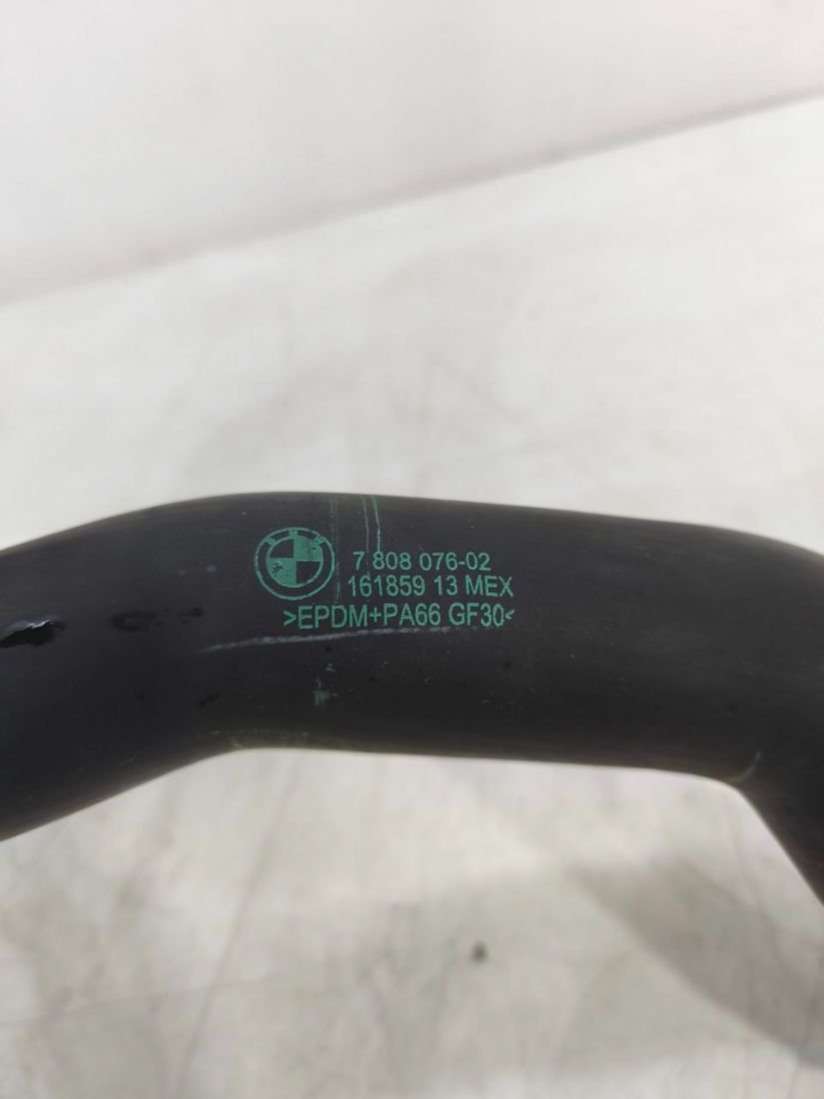 7 808 076-02
161859 13 MEX
>EPDM+PA66 GF30<